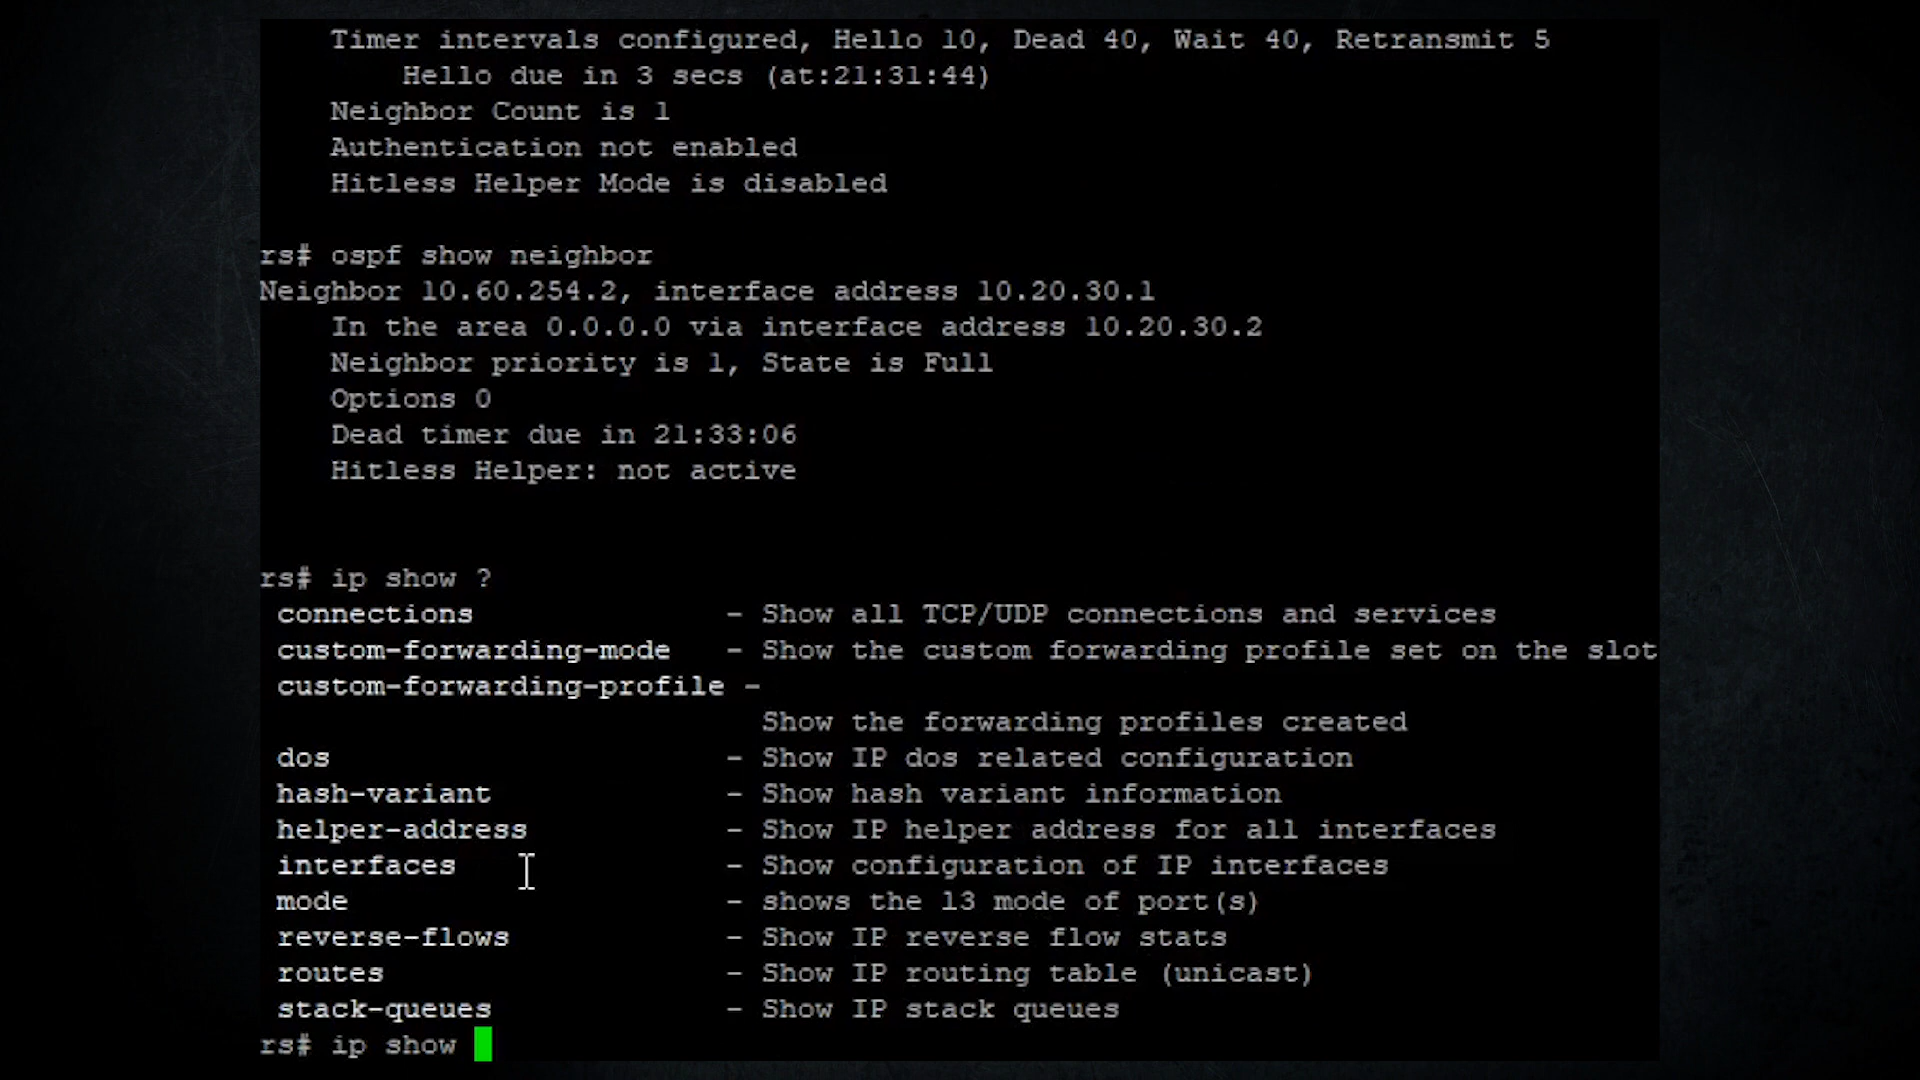 Timer intervals configured, Hello 10, Dead 40, Wait 40, Retransmit 5
Hello due in 3 secs (at:21:31:44)
Neighbor Count is 1
Authentication not enabled
Hitless Helper Mode is disabled
rs# ospf show neighbor
Neighbor 10.60.254.2, interface address 10.20.30.1
In the area 0.0.0.0 via interface address 10.20.30.2
Neighbor priority is 1, State is Full
Options 0
Dead timer due in 21:33:06
Hitless Helper: not active
rs# ip show ?
connections - Show all TCP/UDP connections and services
custom-forwarding-mode - Show the custom forwarding profile set on the slot
custom-forwarding-profile -
Show the forwarding profiles created
dos - Show IP dos related configuration
hash-variant - Show hash variant information
helper-address - Show IP helper address for all interfaces
interfaces - Show configuration of IP interfaces
mode - shows the l3 mode of port(s)
reverse-flows - Show IP reverse flow stats
routes - Show IP routing table (unicast)
stack-queues - Show IP stack queues
rs# ip show